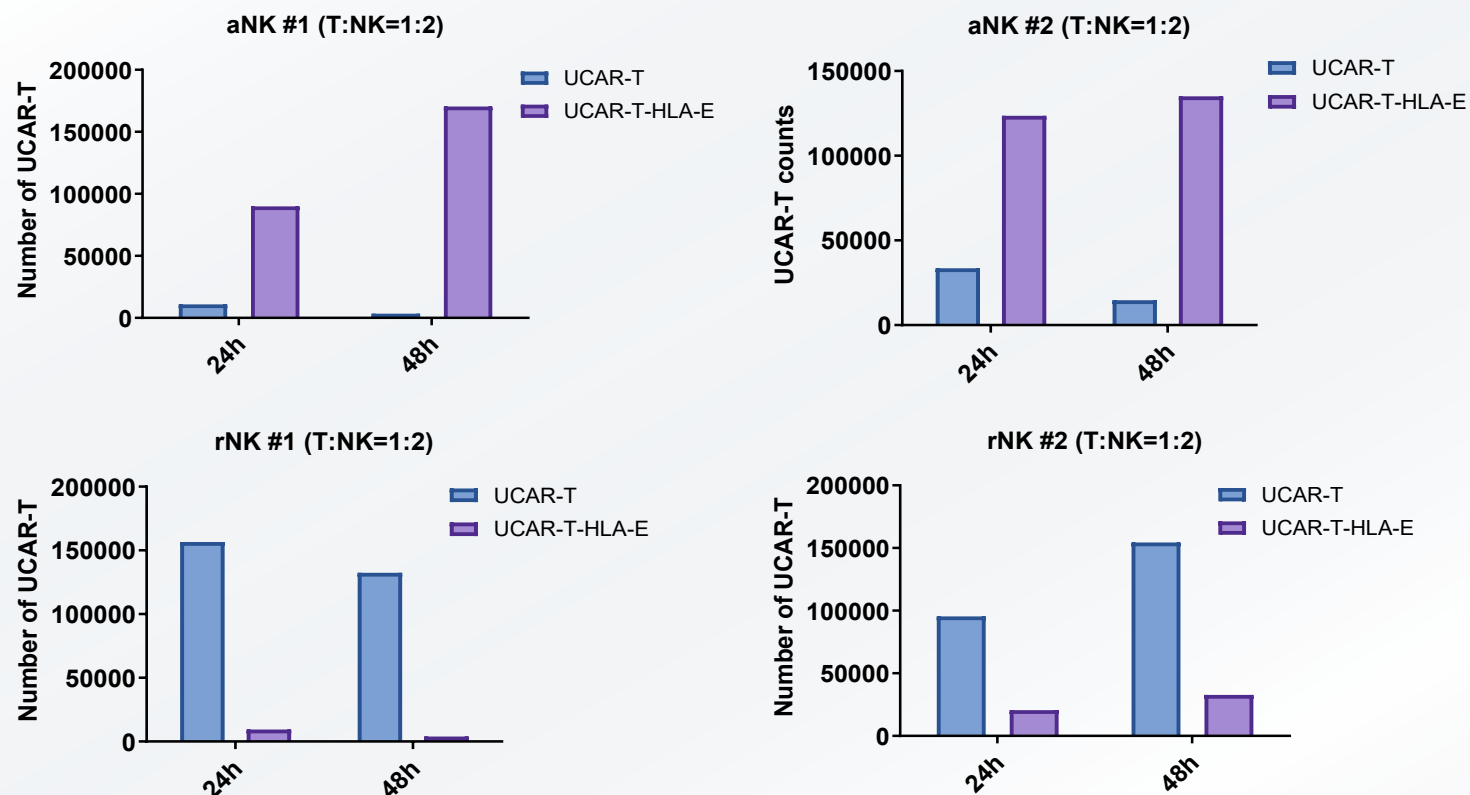 aNK #1 (T:NK=1:2)
Number of UCAR-T
200000
150000
100000
50000
0
24h
48h
UCAR-T
UCAR-T-HLA-E
aNK #2 (T:NK=1:2)
UCAR-T counts
150000
100000
50000
0
24h
48h
UCAR-T
UCAR-T-HLA-E
rNK #1 (T:NK=1:2)
Number of UCAR-T
200000
150000
100000
50000
0
24h
48h
UCAR-T
UCAR-T-HLA-E
rNK #2 (T:NK=1:2)
Number of UCAR-T
200000
150000
100000
50000
0
24h
48h
UCAR-T
UCAR-T-HLA-E